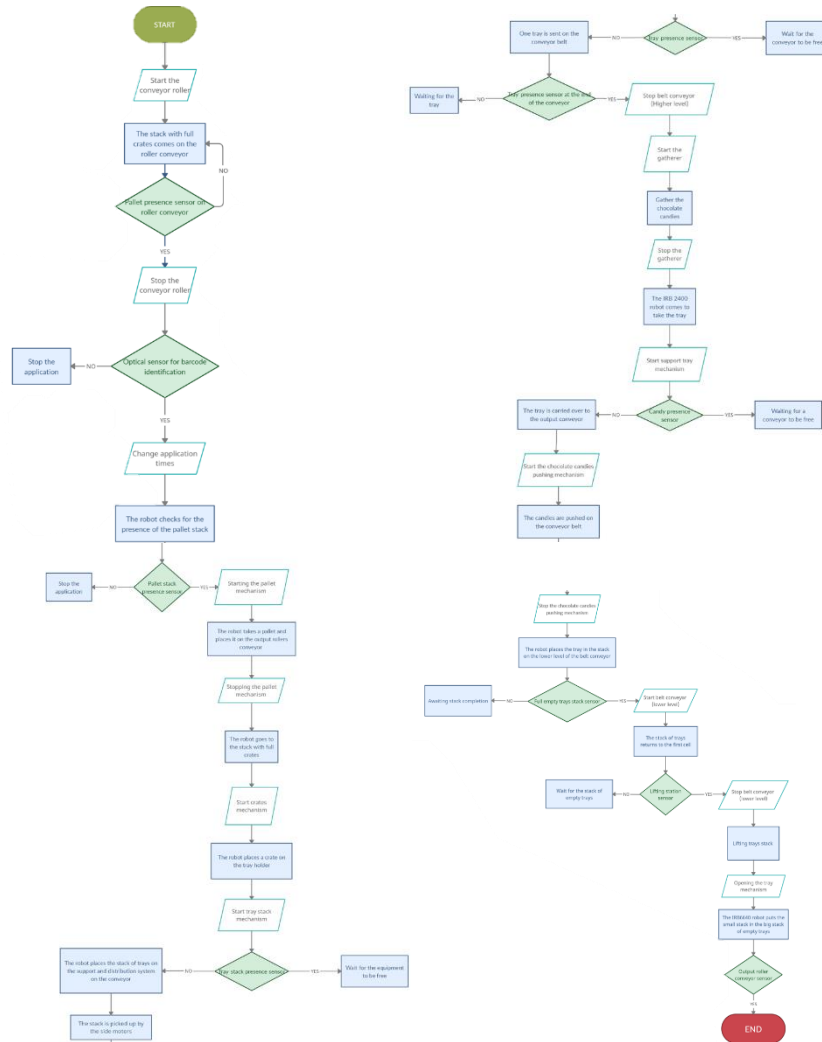 START
Start the
conveyor roller
The stack with full
crates comes on the
roller conveyor
NO
Pallet presence sensor on
roller conveyor
YES
Stop the
conveyor roller
Optical sensor for barcode
identification
NO
Stop the
application
YES
Change application
times
The robot checks for the
presence of the pallet stack
Pallet stack
presence sensor
NO
Stop the
application
YES
Starting the pallet
mechanism
The robot takes a pallet and
places it on the output rollers
conveyor
Stopping the pallet
mechanism
The robot goes to
the stack with full
crates
Start crates
mechanism
The robot places a crate on
the tray holder
Start tray stack
mechanism
Tray stack presence sensor
YES
Wait for the equipment
to be free
NO
The robot places the stack of trays on
the support and distribution system
on the conveyor
The stack is picked up by
the side motors
Tray presence sensor
YES
Wait for the
conveyor to be free
NO
One tray is sent on the
conveyor belt
Tray presence sensor at the end
of the conveyor
NO
Waiting for the
tray
YES
Stop belt conveyor
(Higher level)
Start the
gatherer
Gather the
chocolate
candies
Stop the
gatherer
The IRB 2400
robot comes to
take the tray
Start support tray
mechanism
Candy presence
sensor
YES
Waiting for a
conveyor to be free
NO
The tray is carried over to
the output conveyor
Start the chocolate candies
pushing mechanism
The candies are pushed on
the conveyor belt
Stop the chocolate candies
pushing mechanism
The robot places the tray in the stack
on the lower level of the belt conveyor
Full empty trays stack sensor
NO
Awaiting stack completion
YES
Start belt conveyor
(lower level)
The stack of trays
returns to the first cell
Lifting station
sensor
NO
Wait for the stack of
empty trays
YES
Stop belt conveyor
(lower level)
Lifting trays stack
Opening the tray
mechanism
robot puts the
small stack in the big stack
of empty trays
Output roller
conveyor sensor
YES
END